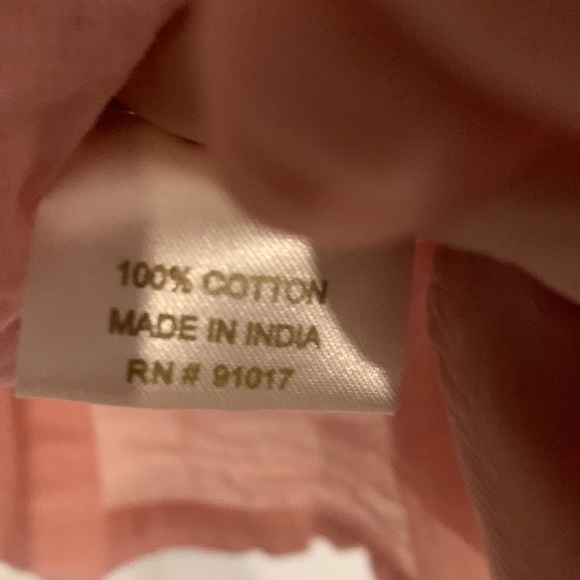 100% COTTON
MADE IN INDIA
RN # 91017